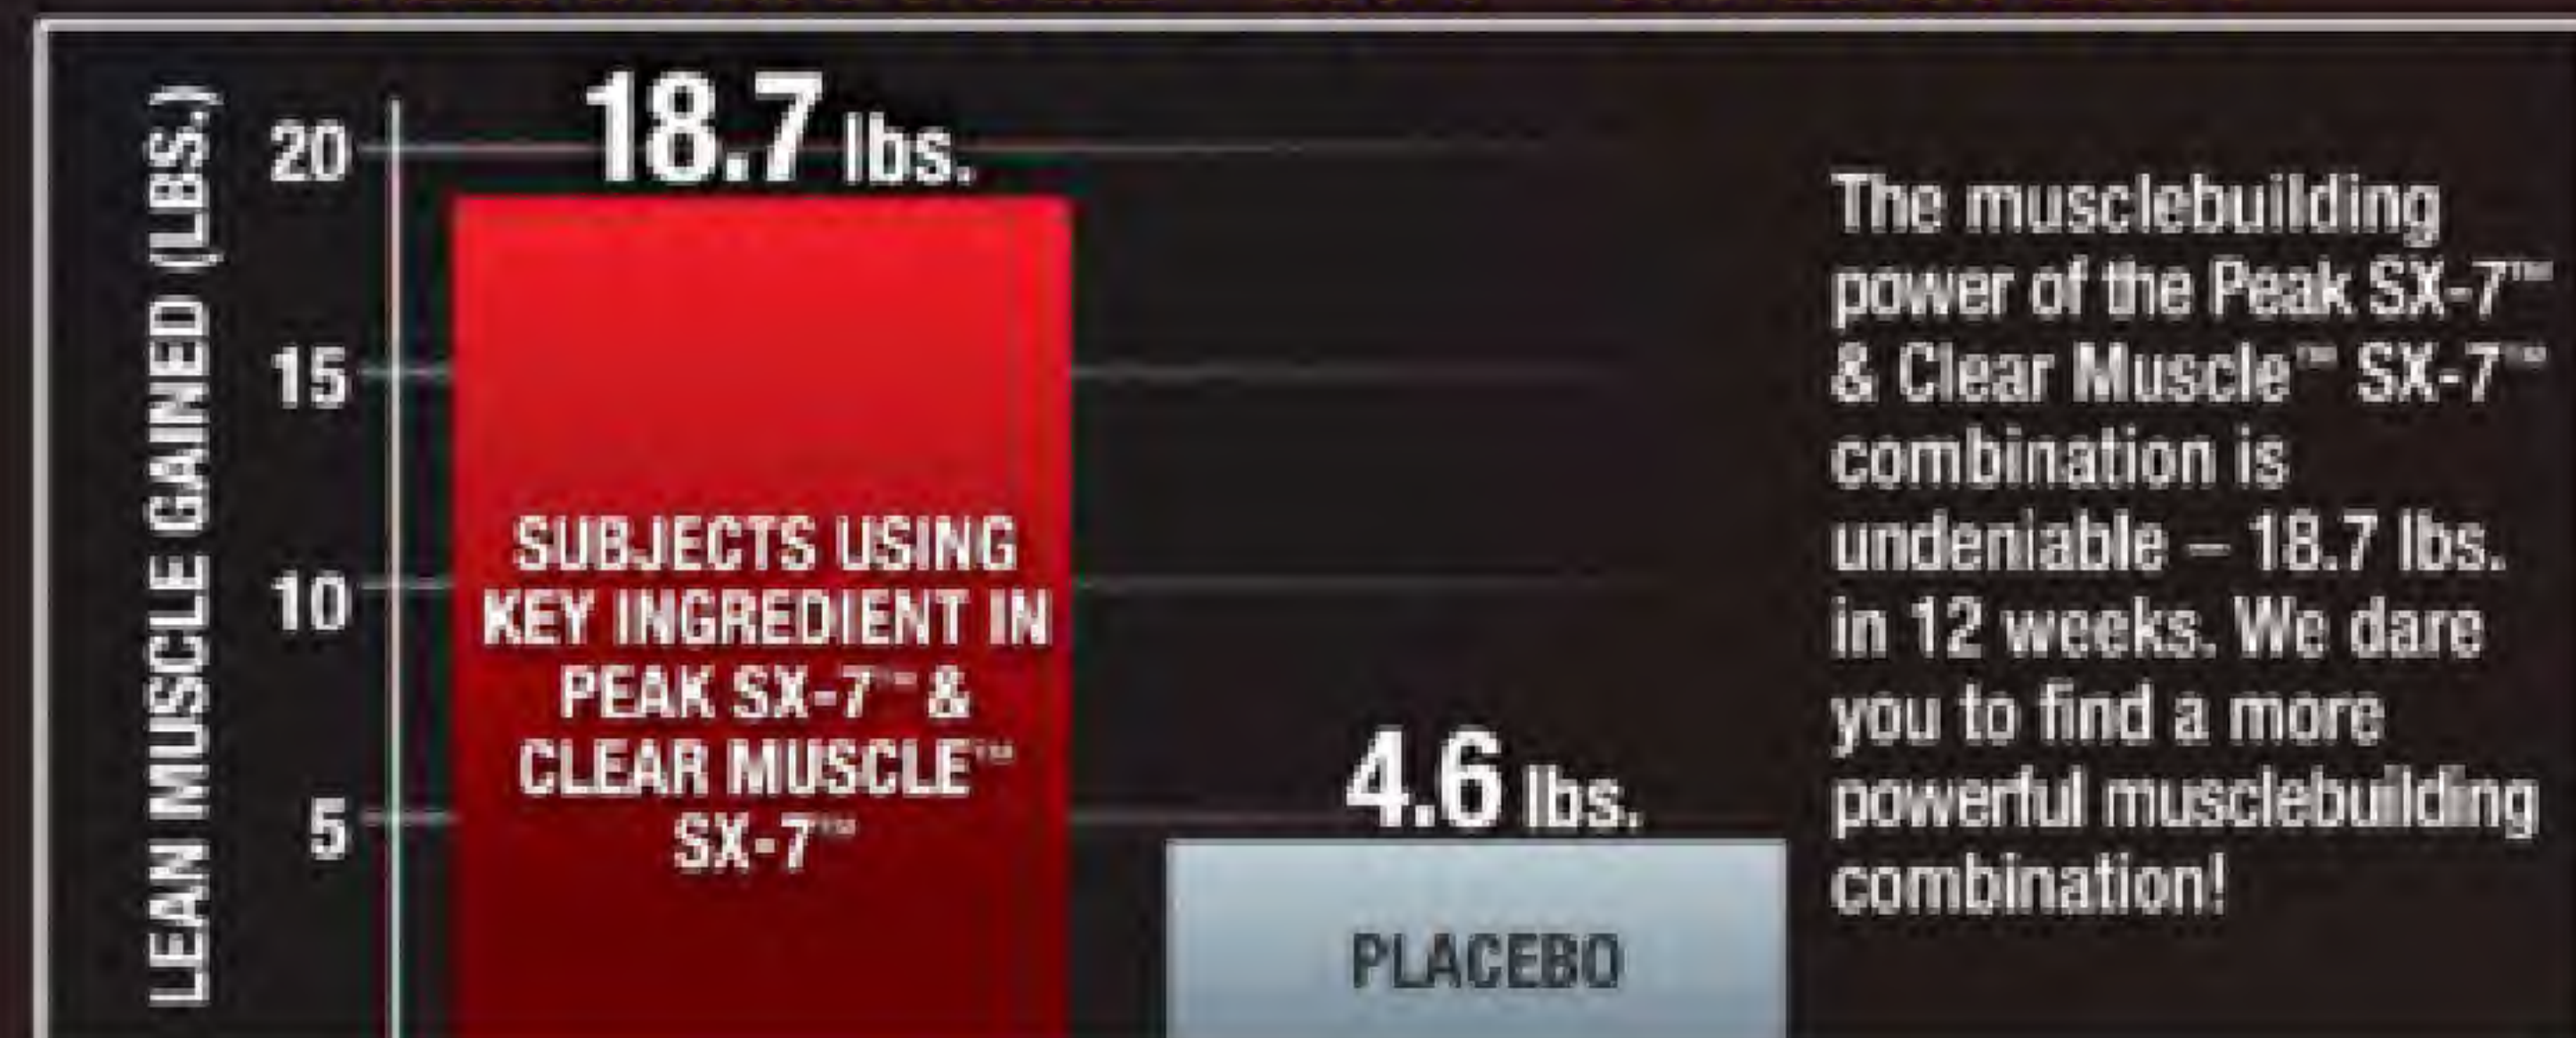 LEAN MUSCLE GAINED (LBS.)
20
15
10
5
18.7 lbs.
SUBJECTS USING
KEY INGREDIENT IN
PEAK SX-7™ &
CLEAR MUSCLE™
SX-7™
4.6 lbs.
PLACEBO
The musclebuilding
power of the Peak SX-7™
& Clear Muscle™ SX-7™
combination is
undeniable – 18.7 lbs.
in 12 weeks. We dare
you to find a more
powerful musclebuilding
combination!